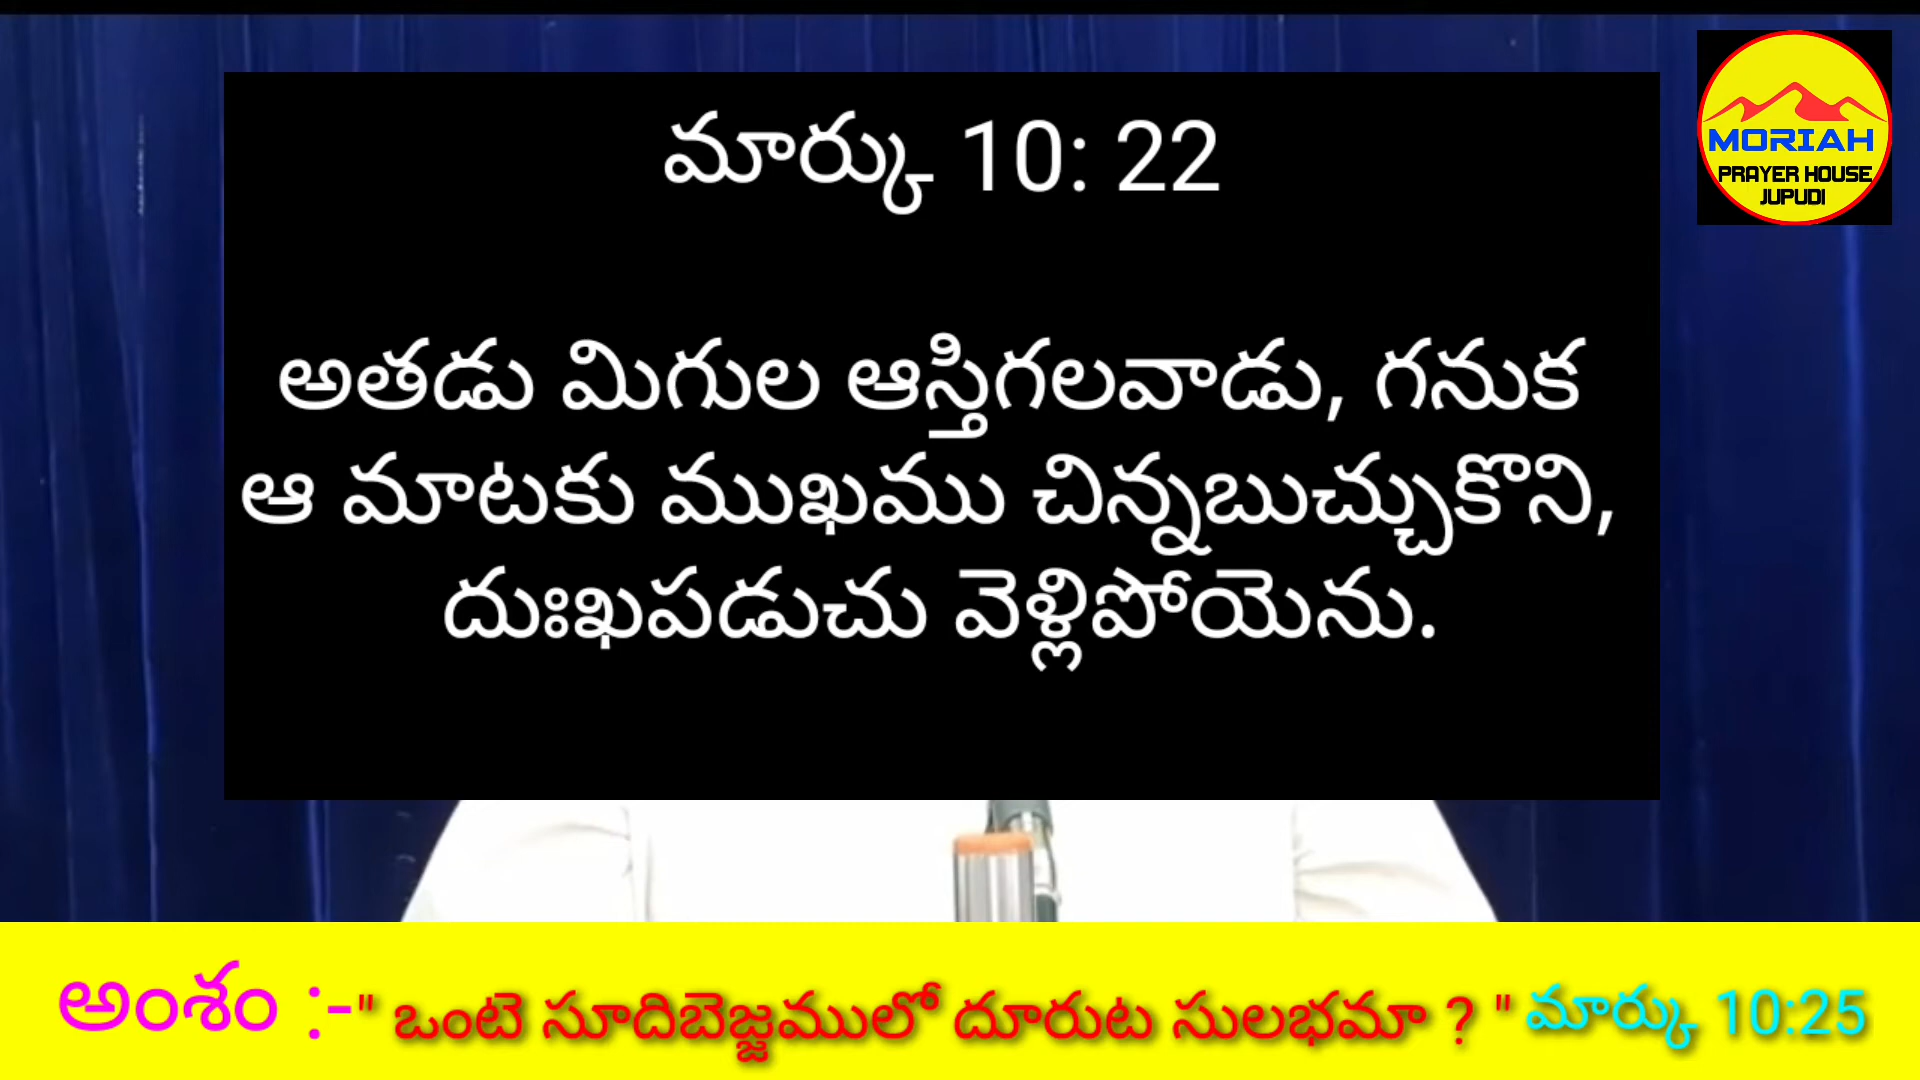 మార్కు 10: 22
MORIAH
PRAYER HOUSE
JUPUDI
అతడు మిగుల ఆస్తిగలవాడు, గనుక
ఆ మాటకు ముఖము చిన్నబుచ్చుకొని,
దుఃఖపడుచు వెళ్లిపోయెను.
అంశం :-" ఒంటె సూదిబెజ్జములో దూరుట సులభమా ? " మార్కు 10:25